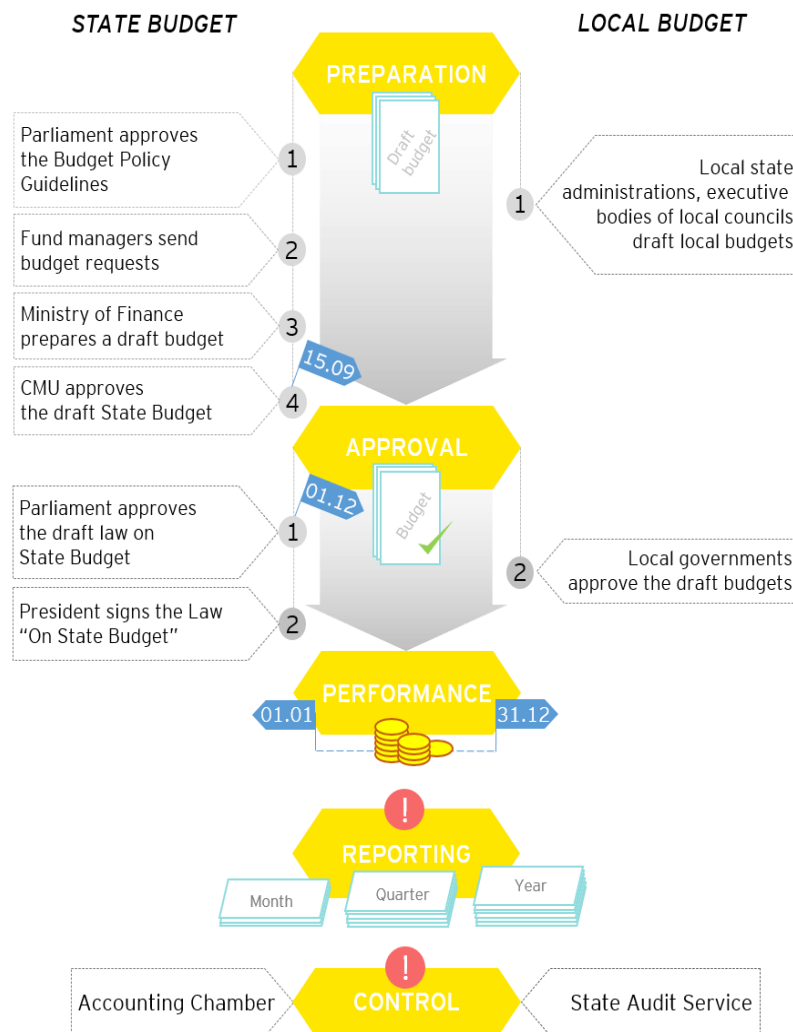 STATE BUDGET
LOCAL BUDGET
PREPARATION
Draft
budget
Parliament approves
the Budget Policy
Guidelines
1
Local state
administrations, executive
bodies of local councils
draft local budgets
1
Fund managers send
budget requests
2
Ministry of Finance
prepares a draft budget
3
15.09
CMU approves
the draft State Budget
4
APPROVAL
01.12
Budget
Parliament approves
the draft law on
State Budget
1
Local governments
approve the draft budgets
2
President signs the Law
“On State Budget”
2
PERFORMANCE
01.01
31.12
!
REPORTING
Month
Quarter
Year
!
Accounting Chamber
CONTROL
State Audit Service